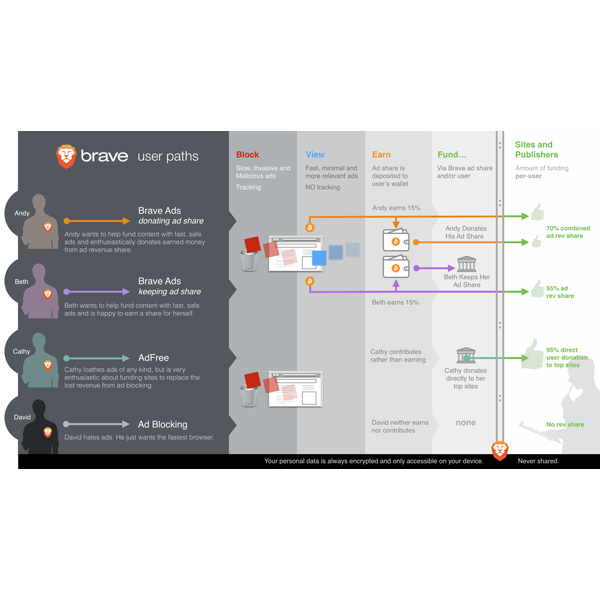 brave user paths
Block
Slow, Invasive and
Malicious ads
Tracking
View
Fast, minimal and
more relevant ads
NO tracking
Earn
Ad share is
deposited to
user's wallet
Fund...
Via Brave ad share
and/or user
Sites and
Publishers
Amount of funding
per-user
Andy
Brave Ads
donating ad share
Andy wants to help fund content with fast, safe
ads and enthusiastically donates earned money
from ad revenue share.
Andy earns 15%
Andy Donates
His Ad Share
70% combined
ad rev share
Beth
Brave Ads
keeping ad share
Beth wants to help fund content with fast, safe
ads and is happy to earn a share for herself.
Beth Keeps Her
Ad Share
Beth earns 15%
55% ad
rev share
Cathy
AdFree
Cathy loathes ads of any kind, but is very
enthusiastic about funding sites to replace the
lost revenue from ad blocking.
Cathy contributes
rather than earning
Cathy donates
directly to her
top sites
95% direct
user donation
to top sites
David
Ad Blocking
David hates ads. He just wants the fastest browser.
David neither earns
nor contributes
none
No rev share
Your personal data is always encrypted and only accessible on your device.
Never shared.